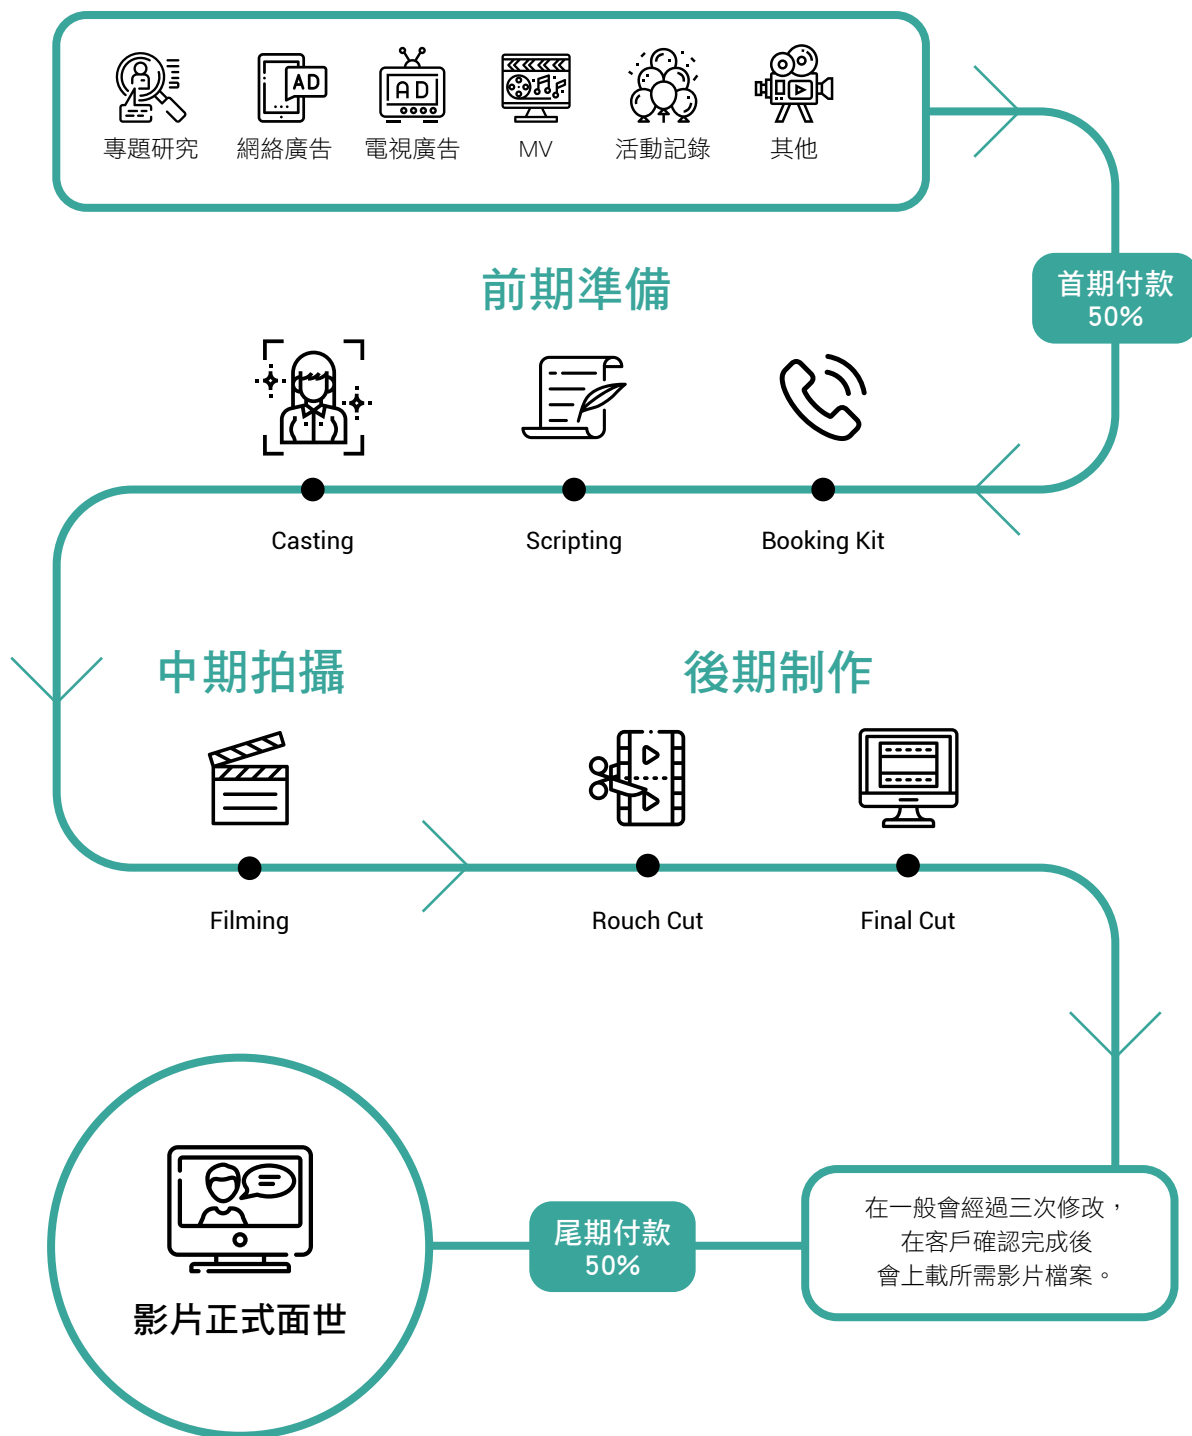 AD
AD
專題研究
網絡廣告
電視廣告
MV
活動記錄
其他
首期付款
50%
前期準備
Casting
Scripting
Booking Kit
中期拍攝
後期制作
Filming
Rouch Cut
Final Cut
在一般會經過三次修改，
在客戶確認完成後
會上載所需影片檔案。
尾期付款
50%
影片正式面世